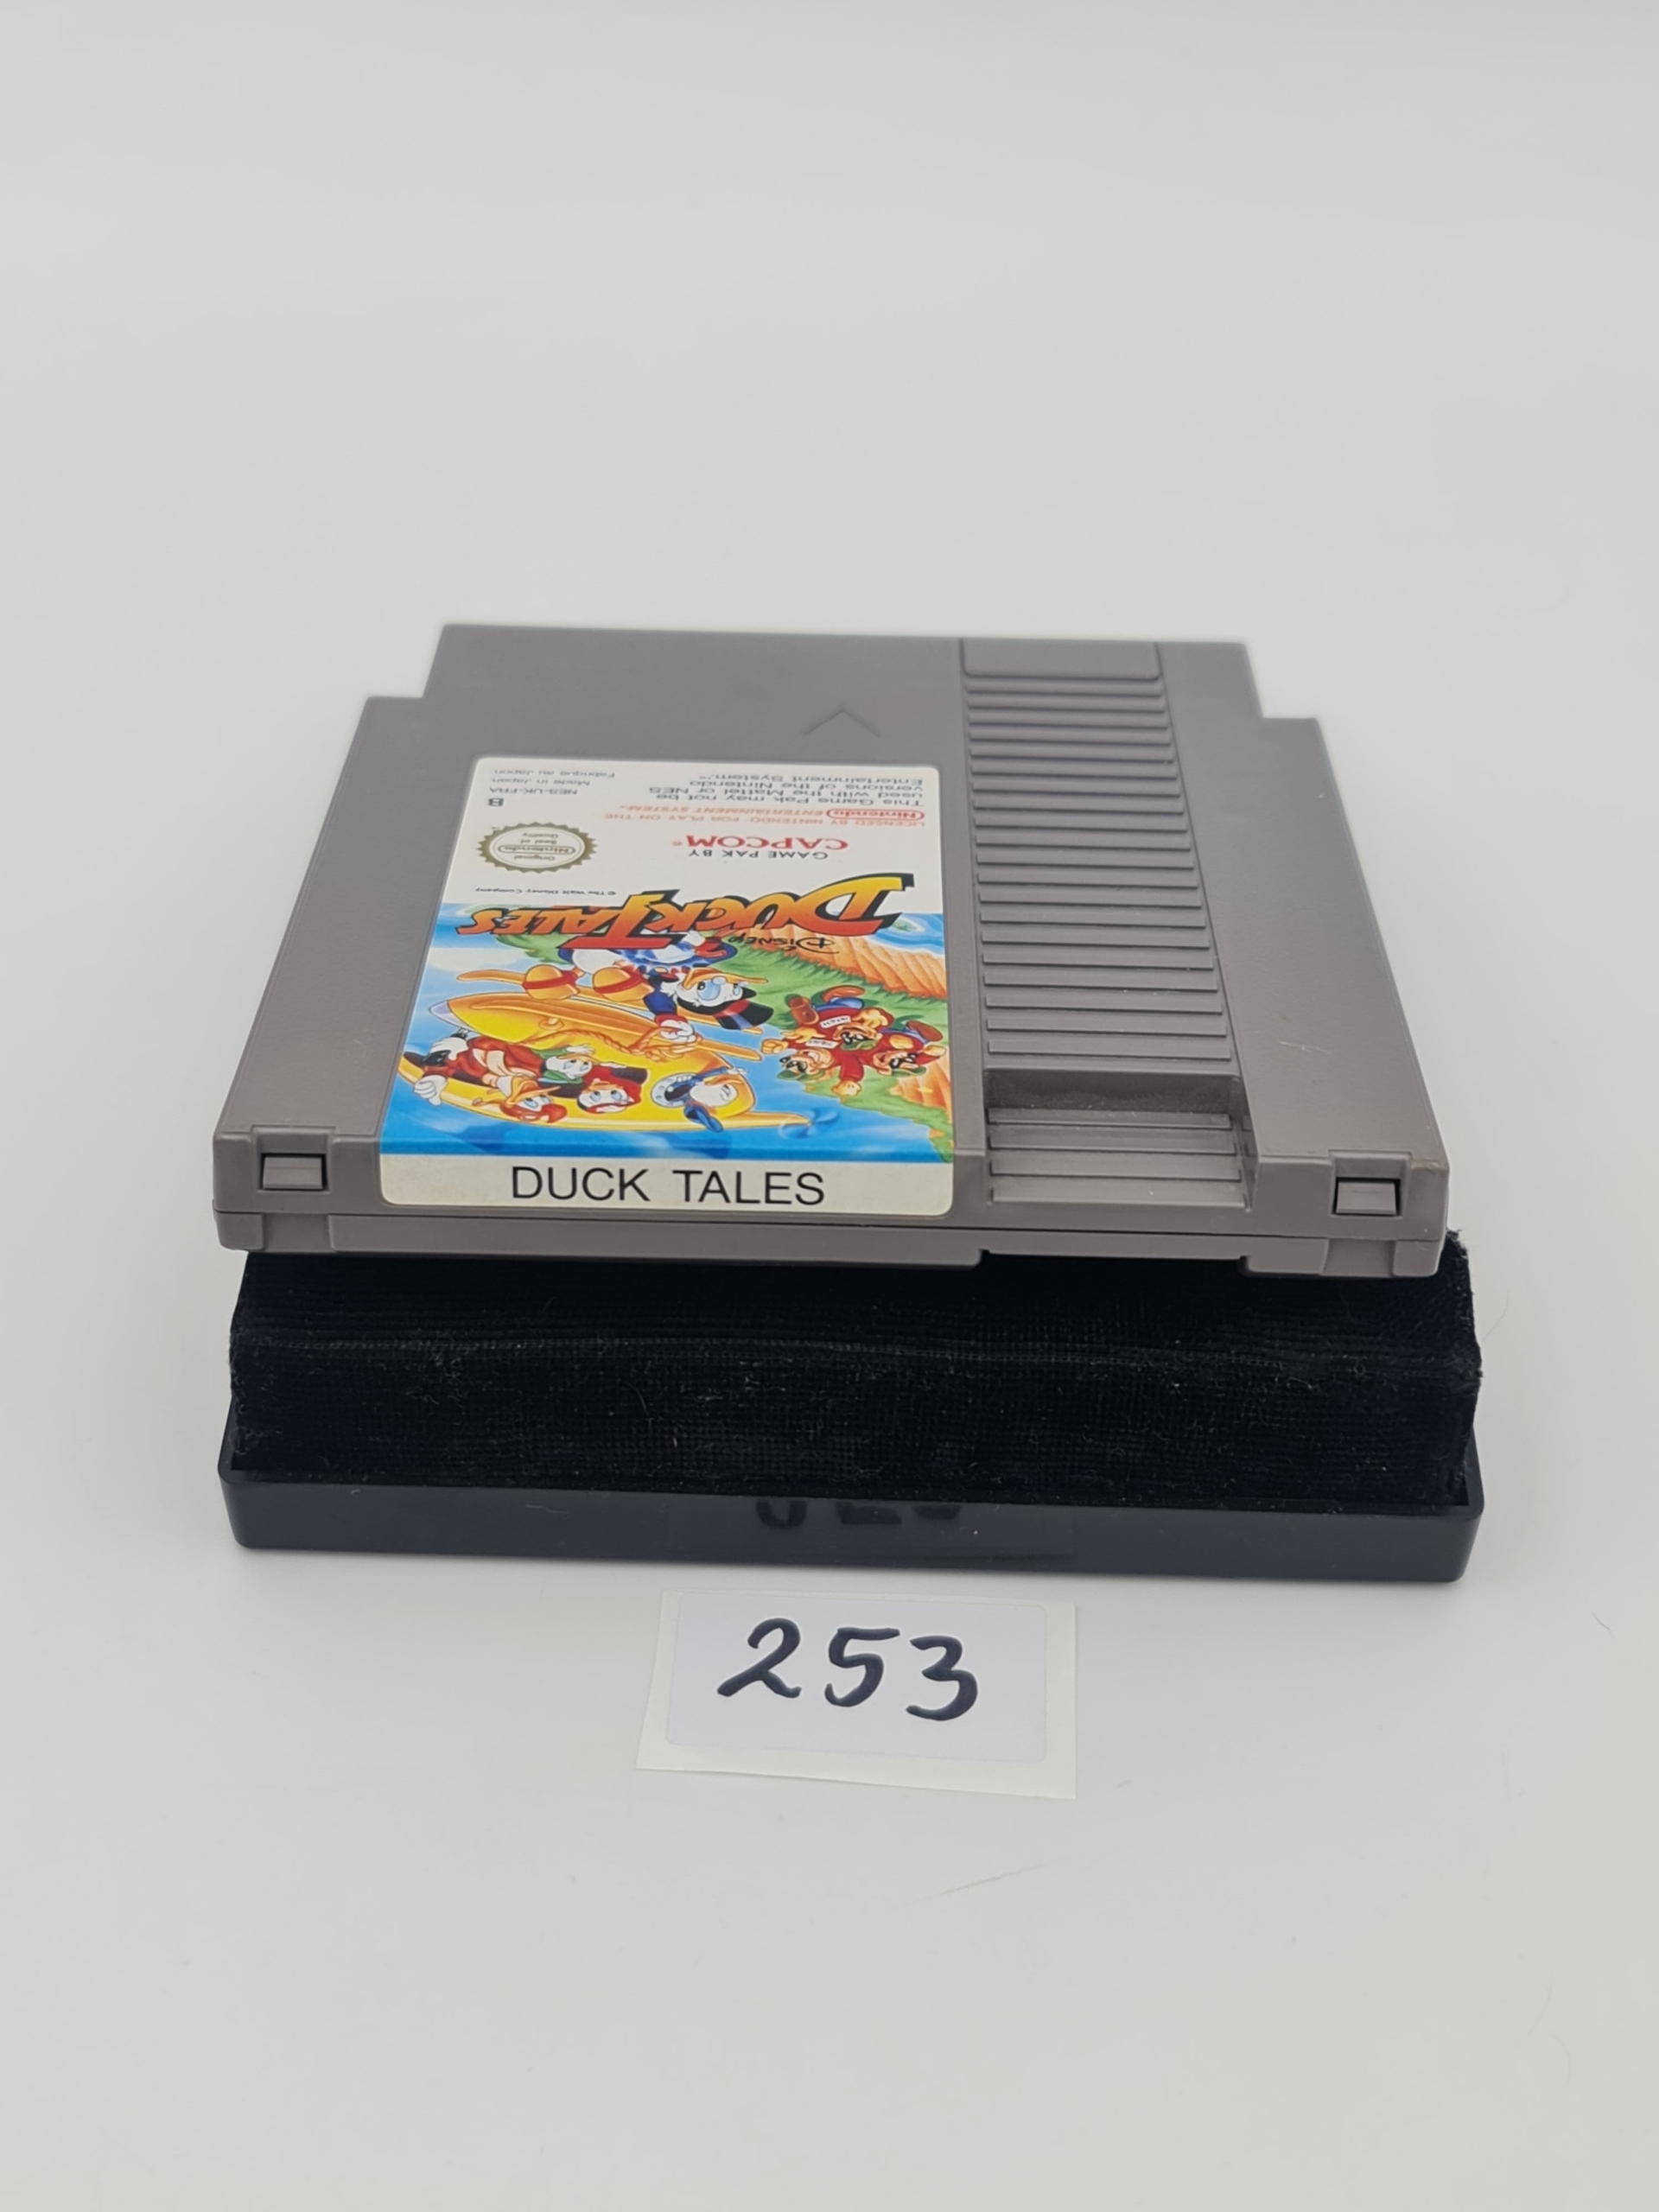 This Game Pak may not be
used with the Mattel or NES
versions of the Nintendo
Entertainment System.™
NES-UK-FRA
Made in Japan
Fabriqué au Japon
B
LICENSED BY NINTENDO FOR PLAY ON THE
Nintendo ENTERTAINMENT SYSTEM™
Original
Nintendo
Seal of
Quality
GAME PAK BY
CAPCOM®
© The Walt Disney Company
DISNEY'S
DUCKTALES
DUCK TALES
253